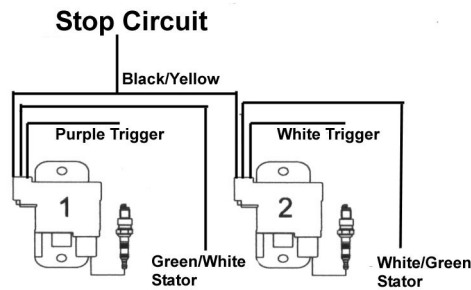 Stop Circuit
Black/Yellow
Purple Trigger
White Trigger
1
2
Green/White
Stator
White/Green
Stator